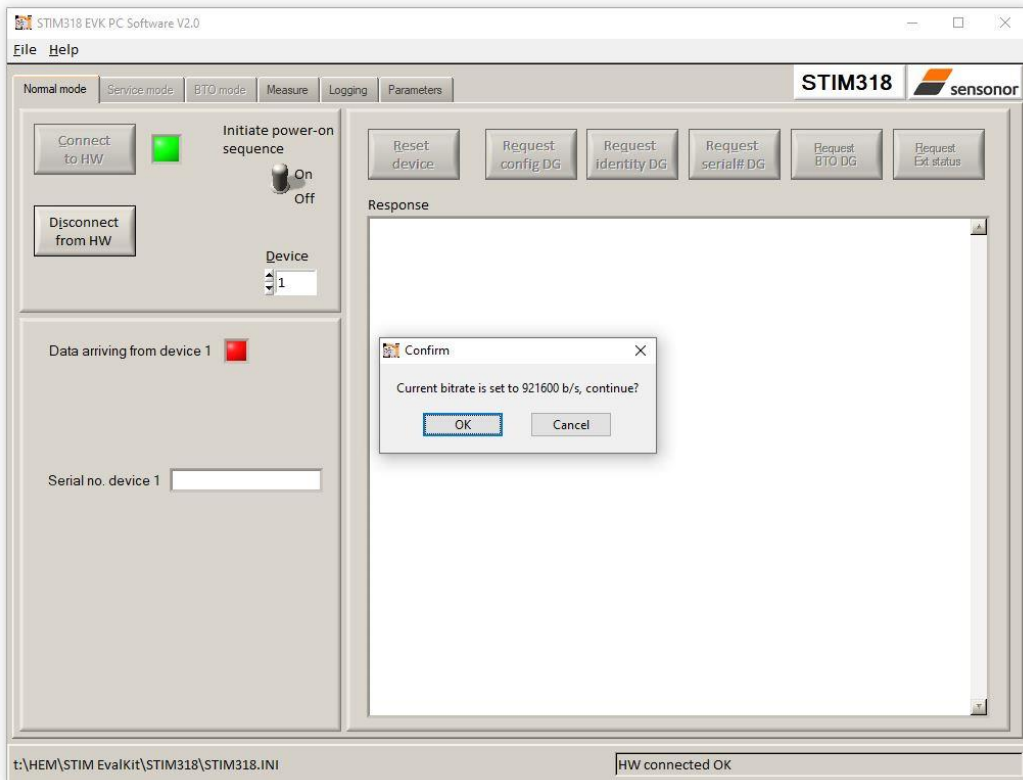 STIM318 EVK PC Software V2.0
File Help
Normal mode
Service mode
BTO mode
Measure
Logging
Parameters
STIM318
sensonor
Connect
to HW
Initiate power-on
sequence
On
Off
Disconnect
from HW
Device
1
Reset
device
Request
config DG
Request
identity DG
Request
serial# DG
Request
BTO DG
Request
Ext status
Response
Data arriving from device 1
Serial no. device 1
Confirm
Current bitrate is set to 921600 b/s, continue?
OK
Cancel
t:\HEM\STIM EvalKit\STIM318\STIM318.INI
HW connected OK